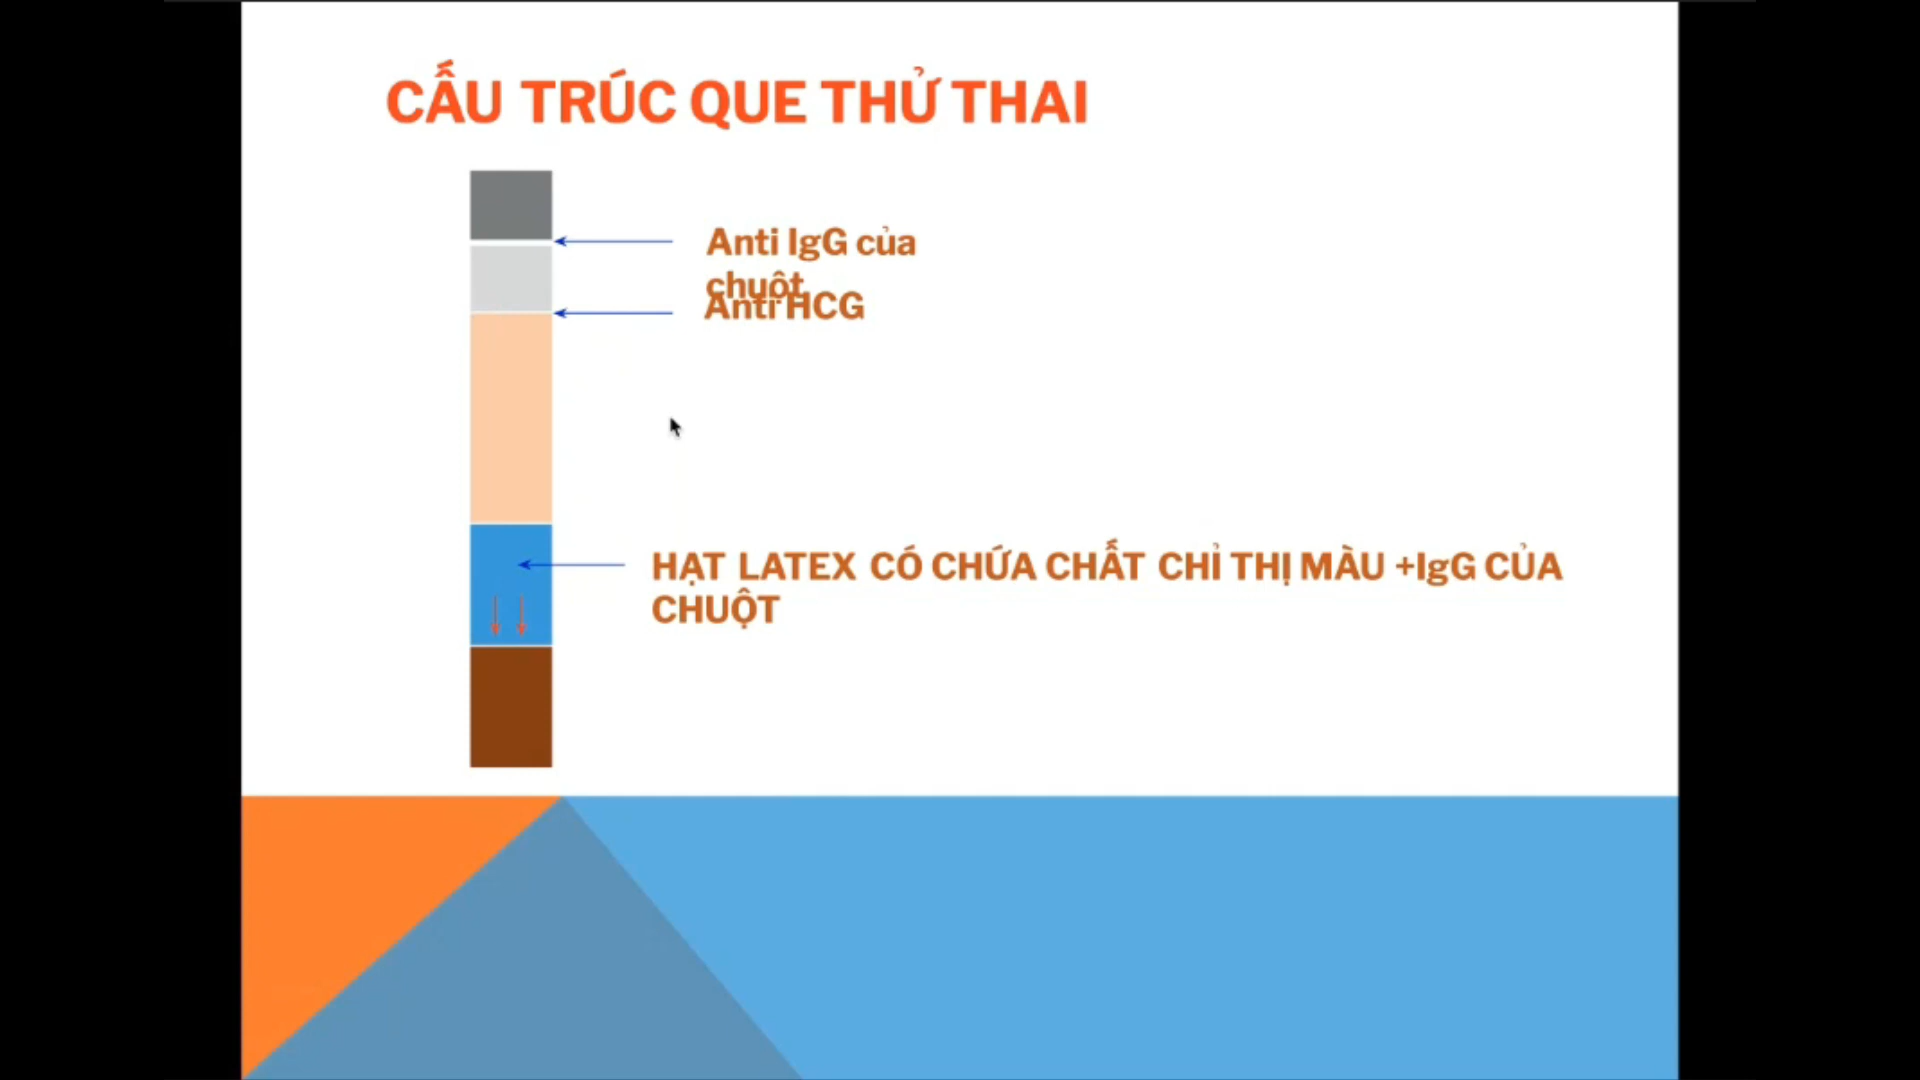 CẤU TRÚC QUE THỬ THAI
Anti IgG của
chuột
Anti HCG
HẠT LATEX CÓ CHỨA CHẤT CHỈ THỊ MÀU +IgG CỦA
CHUỘT